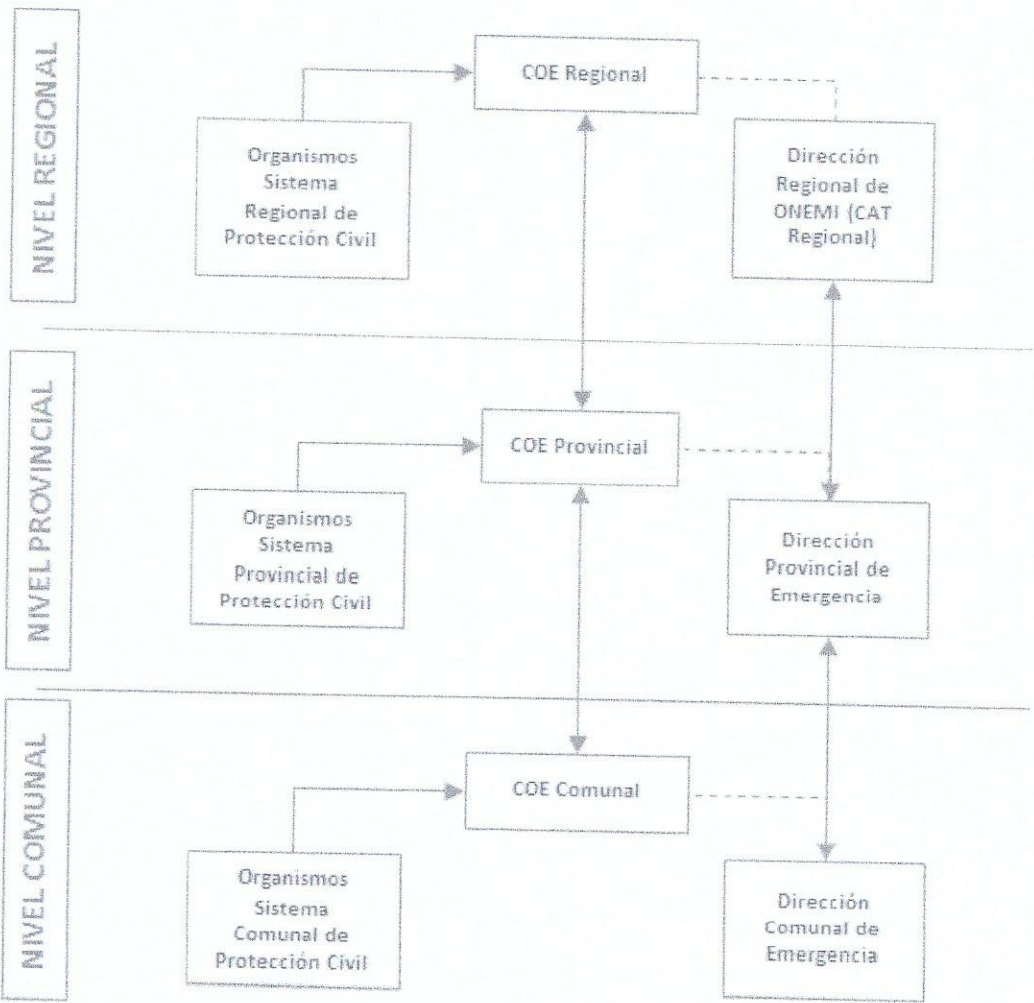 NIVEL REGIONAL
COE Regional
Organismos
Sistema
Regional de
Protección Civil
Dirección
Regional de
ONEMI (CAT
Regional)
NIVEL PROVINCIAL
COE Provincial
Organismos
Sistema
Provincial de
Protección Civil
Dirección
Provincial de
Emergencia
NIVEL COMUNAL
COE Comunal
Organismos
Sistema
Comunal de
Protección Civil
Dirección
Comunal de
Emergencia